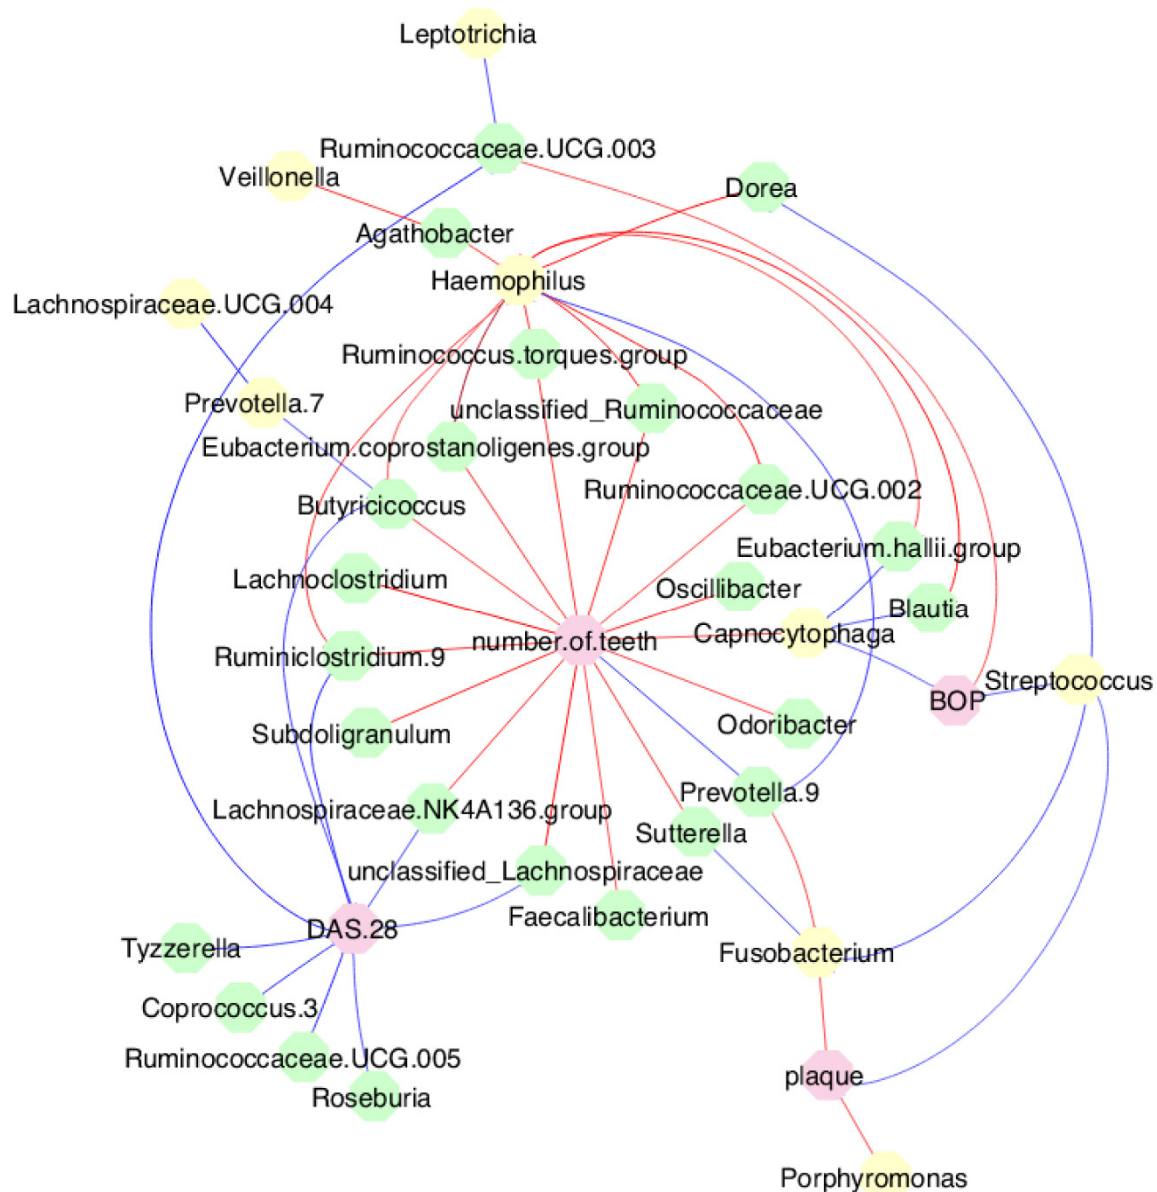 Leptotrichia
Ruminococcaceae.UCG.003
Veillonella
Dorea
Agathobacter
Haemophilus
Lachnospiraceae.UCG.004
Ruminococcus.torques.group
Prevotella.7
unclassified_Ruminococcaceae
Eubacterium.coprostanoligenes.group
Ruminococcaceae.UCG.002
Butyricicoccus
Eubacterium.hallii.group
Lachnoclostridium
Oscillibacter
Blautia
Capnocytophaga
number.of.teeth
Ruminiclostridium.9
Streptococcus
BOP
Odoribacter
Subdoligranulum
Prevotella.9
Lachnospiraceae.NK4A136.group
Sutterella
unclassified_Lachnospiraceae
Faecalibacterium
DAS.28
Tyzzerella
Fusobacterium
Coprococcus.3
Ruminococcaceae.UCG.005
plaque
Roseburia
Porphyromonas